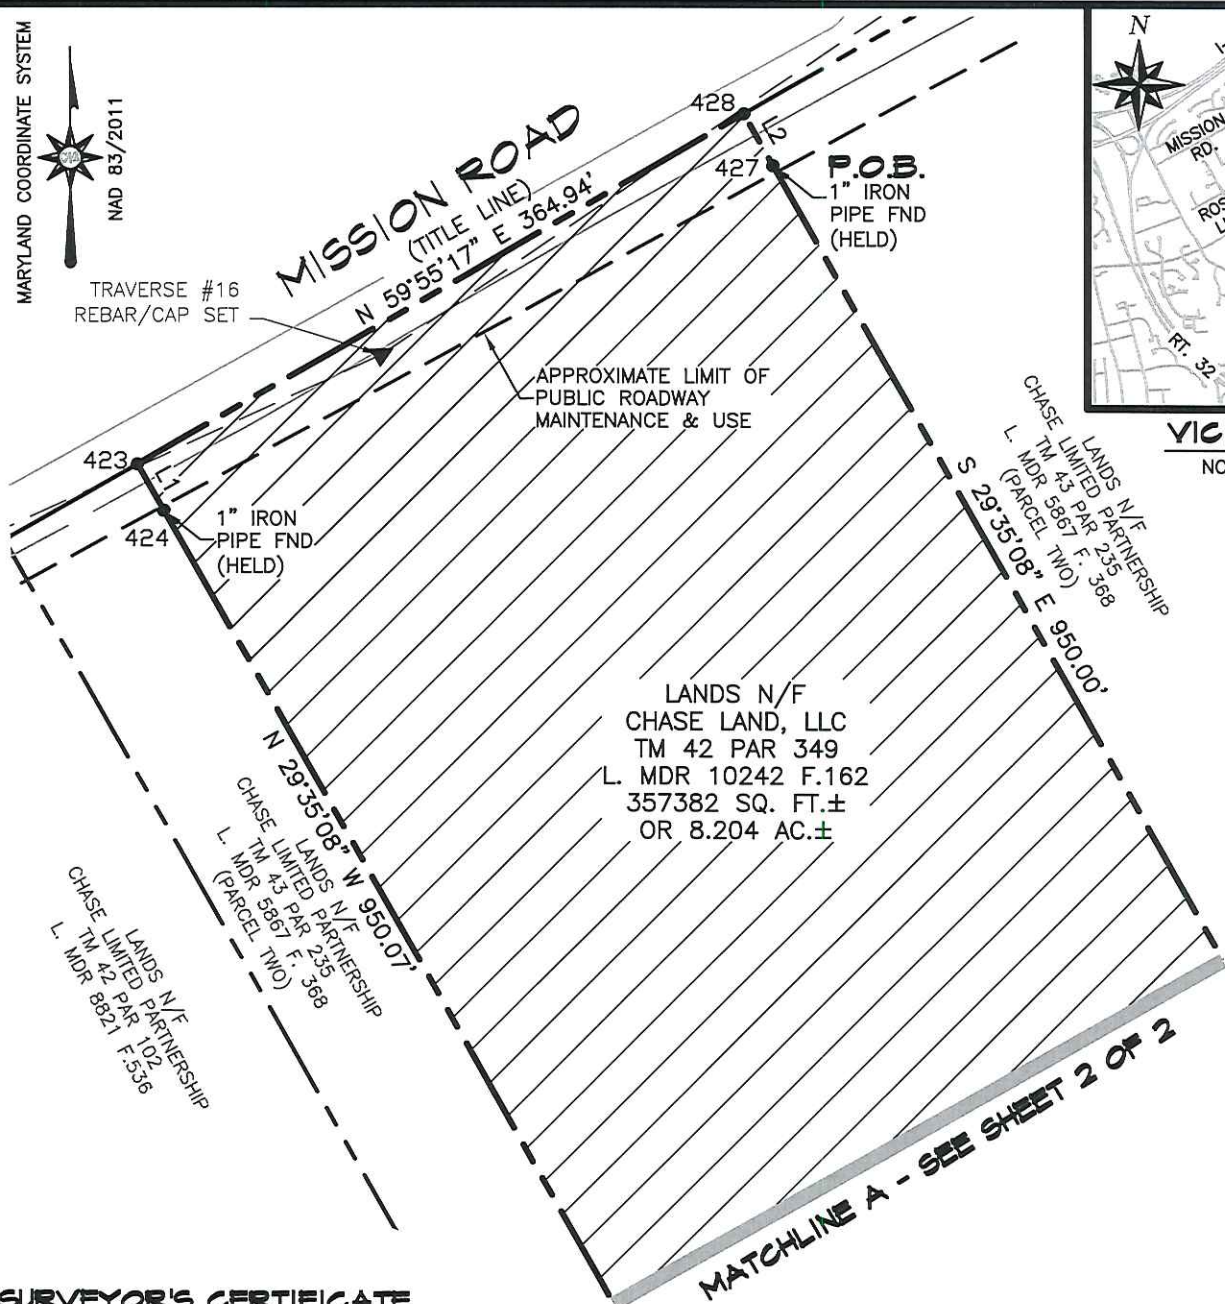 MARYLAND COORDINATE SYSTEM
NAD 83/2011
N
MISSION
RD.
RT. 32
MISSION ROAD
(TITLE LINE)
N 59°55'17" E 364.94'
TRAVERSE #16
REBAR/CAP SET
428
L2
427
P.O.B.
1" IRON
PIPE FND
(HELD)
APPROXIMATE LIMIT OF
PUBLIC ROADWAY
MAINTENANCE & USE
423
L1
424
1" IRON
PIPE FND
(HELD)
LANDS N/F
CHASE LIMITED PARTNERSHIP
TM 43 PAR 235
L. MDR 5867 F. 368
(PARCEL TWO)
S 29°35'08" E 950.00'
LANDS N/F
CHASE LAND, LLC
TM 42 PAR 349
L. MDR 10242 F.162
357382 SQ. FT.±
OR 8.204 AC.±
N 29°35'08" W 950.07'
LANDS N/F
CHASE LIMITED PARTNERSHIP
TM 43 PAR 235
L. MDR 5867 F. 368
(PARCEL TWO)
LANDS N/F
CHASE LIMITED PARTNERSHIP
TM 42 PAR 102
L. MDR 8821 F.536
MATCHLINE A - SEE SHEET 2 OF 2
SURVEYOR'S CERTIFICATE